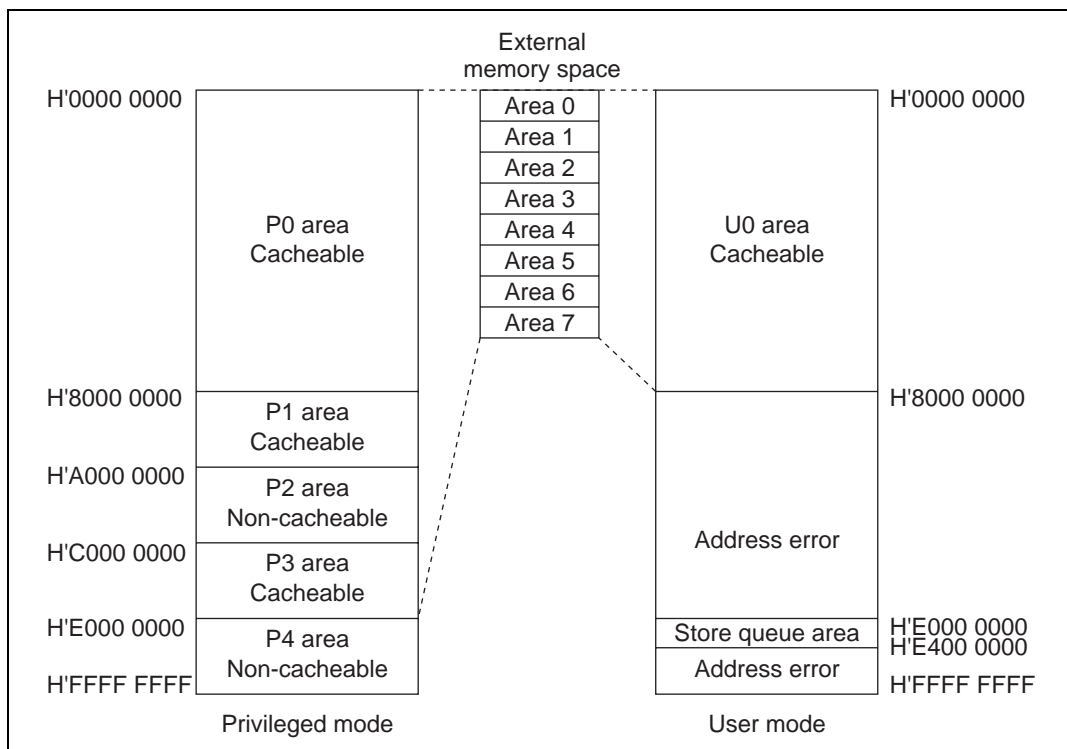 External
memory space
H'0000 0000
P0 area
Cacheable
H'8000 0000
P1 area
Cacheable
H'A000 0000
P2 area
Non-cacheable
H'C000 0000
P3 area
Cacheable
H'E000 0000
P4 area
Non-cacheable
H'FFFF FFFF
Privileged mode
Area 0
Area 1
Area 2
Area 3
Area 4
Area 5
Area 6
Area 7
H'0000 0000
U0 area
Cacheable
H'8000 0000
Address error
Store queue area
H'E000 0000
H'E400 0000
Address error
H'FFFF FFFF
User mode